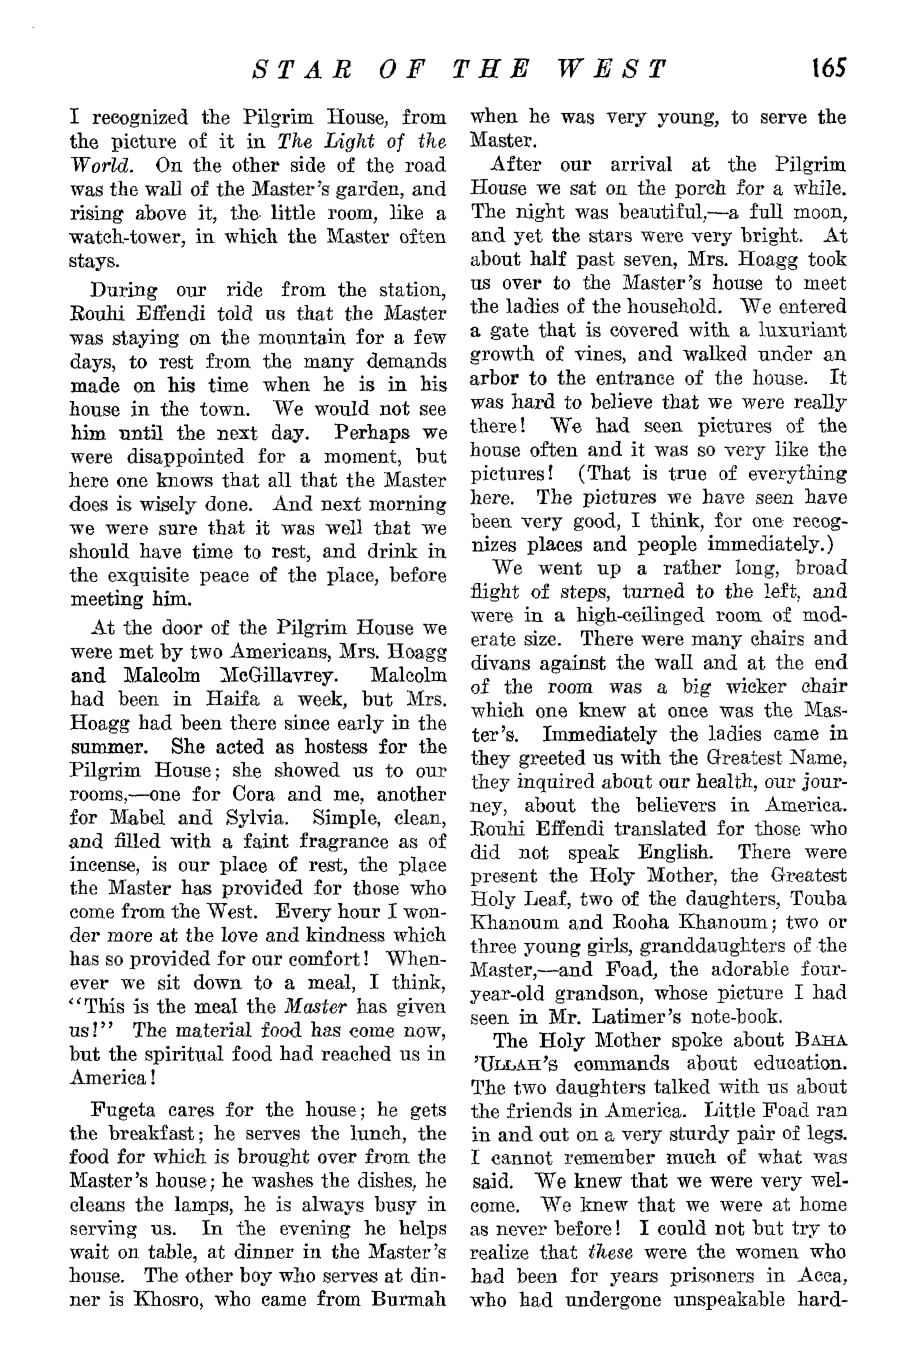 STAR OF THE WEST 165
I recognized the Pilgrim House, from
the picture of it in The Light of the
World. On the other side of the road
was the wall of the Master's garden, and
rising above it, the little room, like a
watch-tower, in which the Master often
stays.
During our ride from the station,
Rouhi Effendi told us that the Master
was staying on the mountain for a few
days, to rest from the many demands
made on his time when he is in his
house in the town. We would not see
him until the next day. Perhaps we
were disappointed for a moment, but
here one knows that all that the Master
does is wisely done. And next morning
we were sure that it was well that we
should have time to rest, and drink in
the exquisite peace of the place, before
meeting him.
At the door of the Pilgrim House we
were met by two Americans, Mrs. Hoagg
and Malcolm McGillavrey. Malcolm
had been in Haifa a week, but Mrs.
Hoagg had been there since early in the
summer. She acted as hostess for the
Pilgrim House; she showed us to our
rooms,—one for Cora and me, another
for Mabel and Sylvia. Simple, clean,
and filled with a faint fragrance as of
incense, is our place of rest, the place
the Master has provided for those who
come from the West. Every hour I won-
der more at the love and kindness which
has so provided for our comfort! When-
ever we sit down to a meal, I think,
"This is the meal the Master has given
us!" The material food has come now,
but the spiritual food had reached us in
America!
Fugeta cares for the house; he gets
the breakfast; he serves the lunch, the
food for which is brought over from the
Master's house; he washes the dishes, he
cleans the lamps, he is always busy in
serving us. In the evening he helps
wait on table, at dinner in the Master's
house. The other boy who serves at din-
ner is Khosro, who came from Burmah
when he was very young, to serve the
Master.
After our arrival at the Pilgrim
House we sat on the porch for a while.
The night was beautiful,—a full moon,
and yet the stars were very bright. At
about half past seven, Mrs. Hoagg took
us over to the Master's house to meet
the ladies of the household. We entered
a gate that is covered with a luxuriant
growth of vines, and walked under an
arbor to the entrance of the house. It
was hard to believe that we were really
there! We had seen pictures of the
house often and it was so very like the
pictures! (That is true of everything
here. The pictures we have seen have
been very good, I think, for one recog-
nizes places and people immediately.)
We went up a rather long, broad
flight of steps, turned to the left, and
were in a high-ceilinged room of mod-
erate size. There were many chairs and
divans against the wall and at the end
of the room was a big wicker chair
which one knew at once was the Mas-
ter's. Immediately the ladies came in
they greeted us with the Greatest Name,
they inquired about our health, our jour-
ney, about the believers in America.
Rouhi Effendi translated for those who
did not speak English. There were
present the Holy Mother, the Greatest
Holy Leaf, two of the daughters, Touba
Khanoum and Rooha Khanoum; two or
three young girls, granddaughters of the
Master,—and Foad, the adorable four-
year-old grandson, whose picture I had
seen in Mr. Latimer's note-book.
The Holy Mother spoke about BAHA
'ULLAH's commands about education.
The two daughters talked with us about
the friends in America. Little Foad ran
in and out on a very sturdy pair of legs.
I cannot remember much of what was
said. We knew that we were very wel-
come. We knew that we were at home
as never before! I could not but try to
realize that these were the women who
had been for years prisoners in Acca,
who had undergone unspeakable hard-